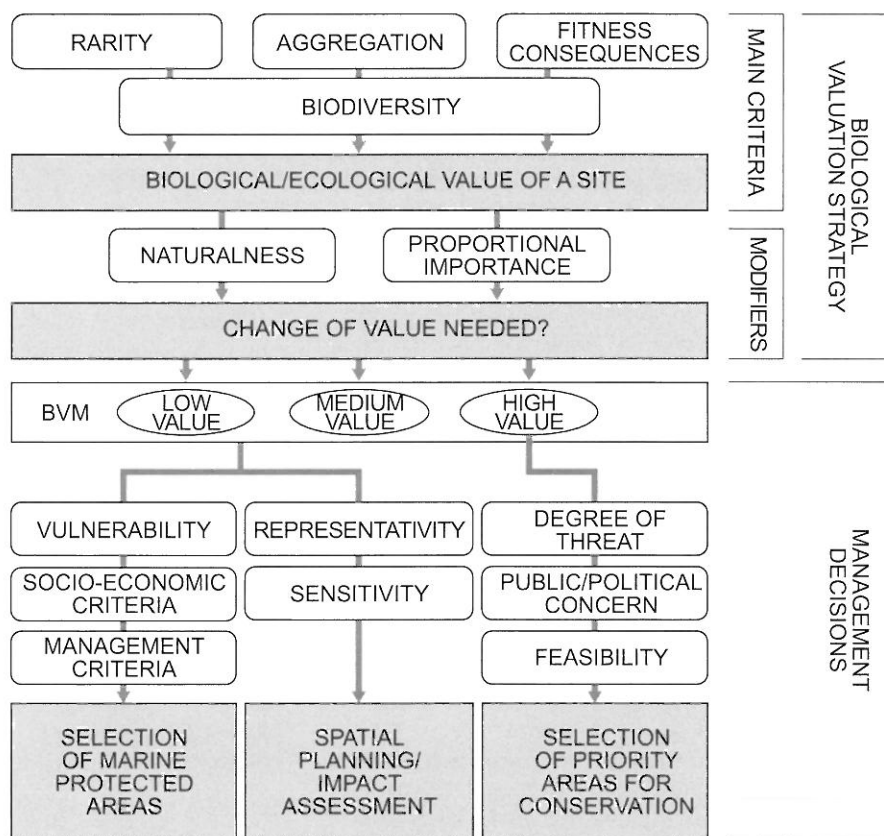 RARITY
AGGREGATION
FITNESS
CONSEQUENCES
BIODIVERSITY
BIOLOGICAL/ECOLOGICAL VALUE OF A SITE
NATURALNESS
PROPORTIONAL
IMPORTANCE
CHANGE OF VALUE NEEDED?
MAIN CRITERIA
MODIFIERS
BIOLOGICAL
VALUATION STRATEGY
BVM
LOW
VALUE
MEDIUM
VALUE
HIGH
VALUE
VULNERABILITY
SOCIO-ECONOMIC
CRITERIA
MANAGEMENT
CRITERIA
SELECTION
OF MARINE
PROTECTED
AREAS
REPRESENTATIVITY
SENSITIVITY
SPATIAL
PLANNING/
IMPACT
ASSESSMENT
DEGREE OF
THREAT
PUBLIC/POLITICAL
CONCERN
FEASIBILITY
SELECTION
OF PRIORITY
AREAS FOR
CONSERVATION
MANAGEMENT
DECISIONS